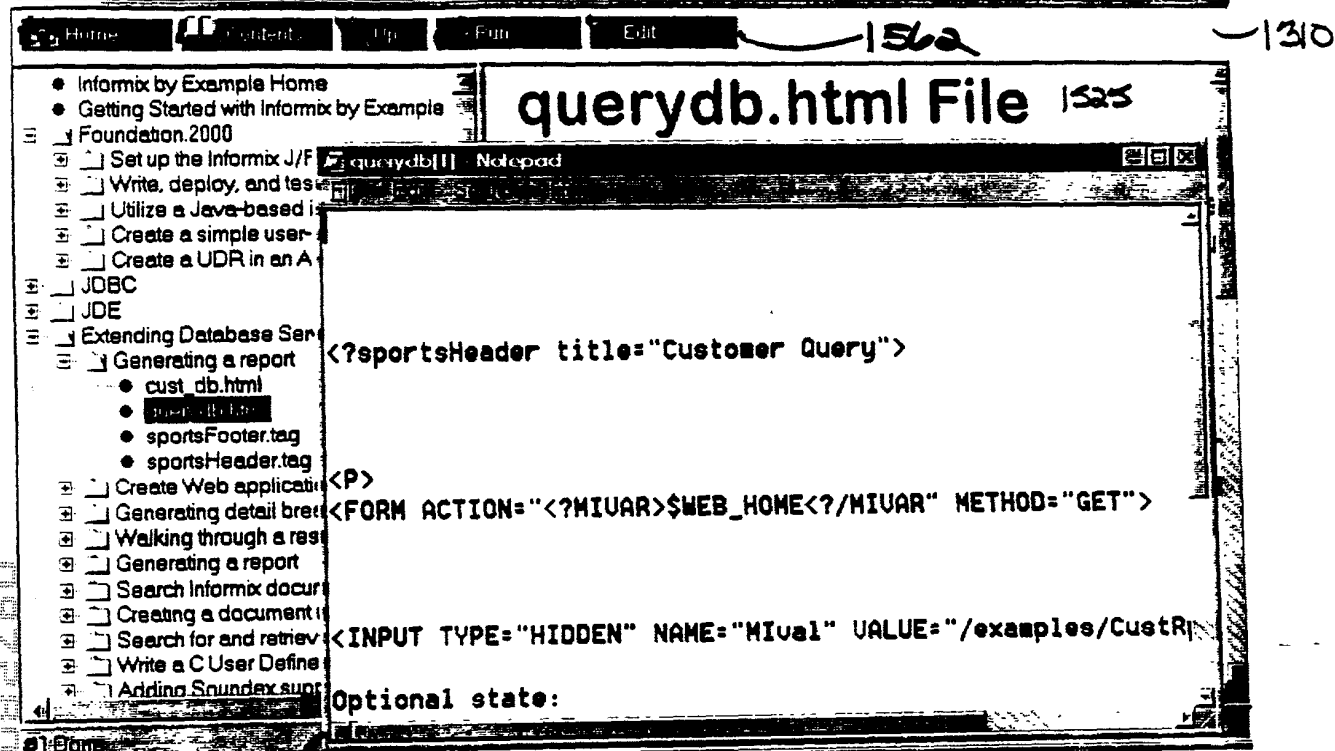 Home Contents Up Run Edit 1562 1310
Informix by Example Home
Getting Started with Informix by Example
Foundation.2000
Set up the Informix J/F
Write, deploy, and tes
Utilize a Java-based is
Create a simple user-
Create a UDR in an A
JDBC
JDE
Extending Database Ser
Generating a report
cust_db.html
sportsFooter.tag
sportsHeader.tag
Create Web applicati
Generating detail bre
Walking through a res
Generating a report
Search Informix docu
Creating a document i
Search for and retriev
Write a C User Define
Adding Soundex supp
Done
querydb.html File 1525
querydb[1] - Notepad
<?sportsHeader title="Customer Query">
<P>
<FORM ACTION="<?MIVAR>$WEB_HOME<?/MIVAR" METHOD="GET">
<INPUT TYPE="HIDDEN" NAME="MIval" VALUE="/examples/CustR
Optional state: